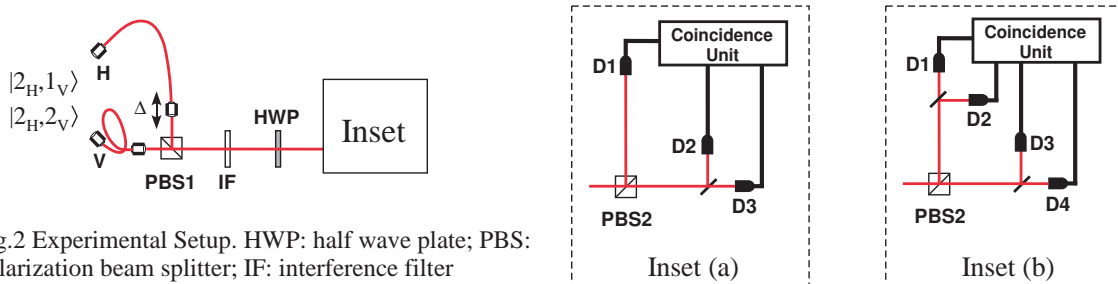 H
|2H,1V⟩
Δ
|2H,2V⟩
HWP
Inset
V
PBS1
IF
g.2 Experimental Setup. HWP: half wave plate; PBS:
larization beam splitter; IF: interference filter
Coincidence
Unit
D1
D2
D3
PBS2
Inset (a)
Coincidence
Unit
D1
D2
D3
D4
PBS2
Inset (b)